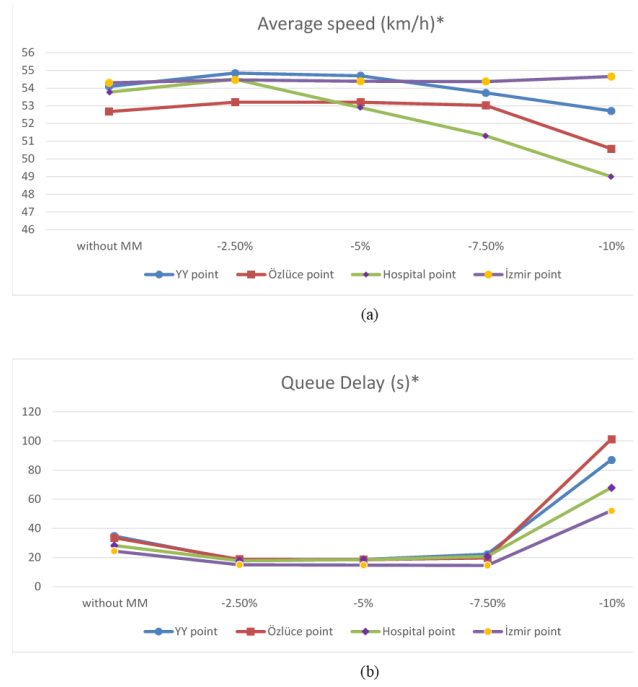 Average speed (km/h)*
56
55
54
53
52
51
50
49
48
47
46
without MM -2.50% -5% -7.50% -10%
YY point Özlüce point Hospital point İzmir point
(a)
Queue Delay (s)*
120
100
80
60
40
20
0
without MM -2.50% -5% -7.50% -10%
YY point Özlüce point Hospital point İzmir point
(b)